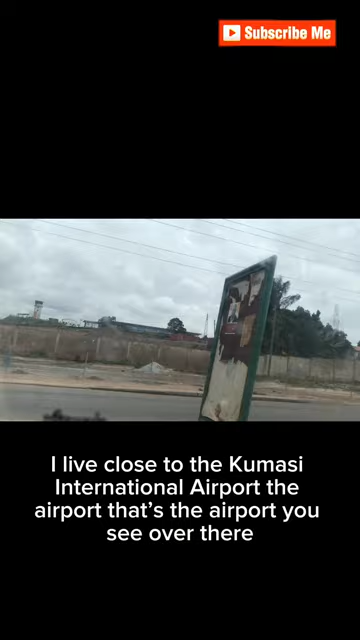 Subscribe Me
I live close to the Kumasi
International Airport the
airport that's the airport you
see over there